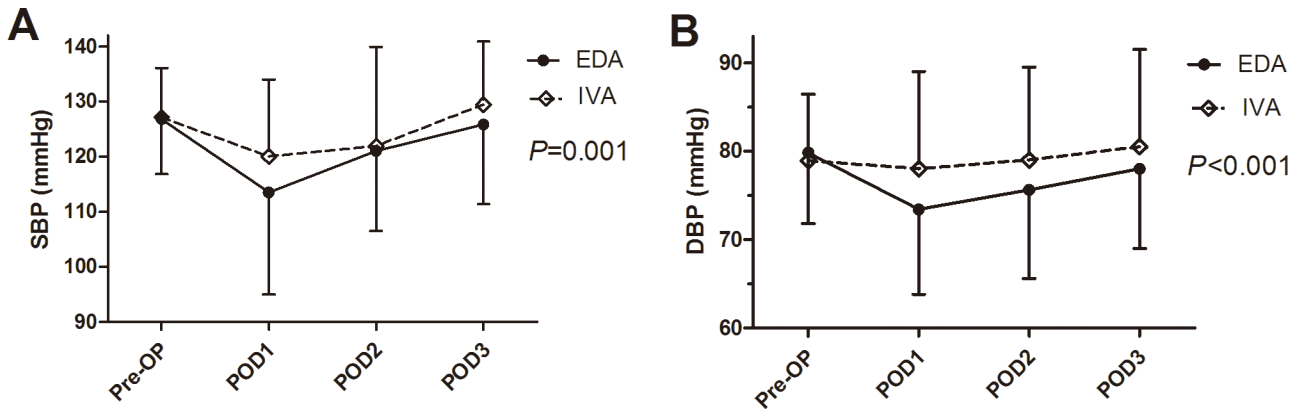 A
SBP (mmHg)
140
130
120
110
100
90
Pre-OP
POD1
POD2
POD3
EDA
IVA
P=0.001
B
DBP (mmHg)
90
80
70
60
Pre-OP
POD1
POD2
POD3
EDA
IVA
P<0.001